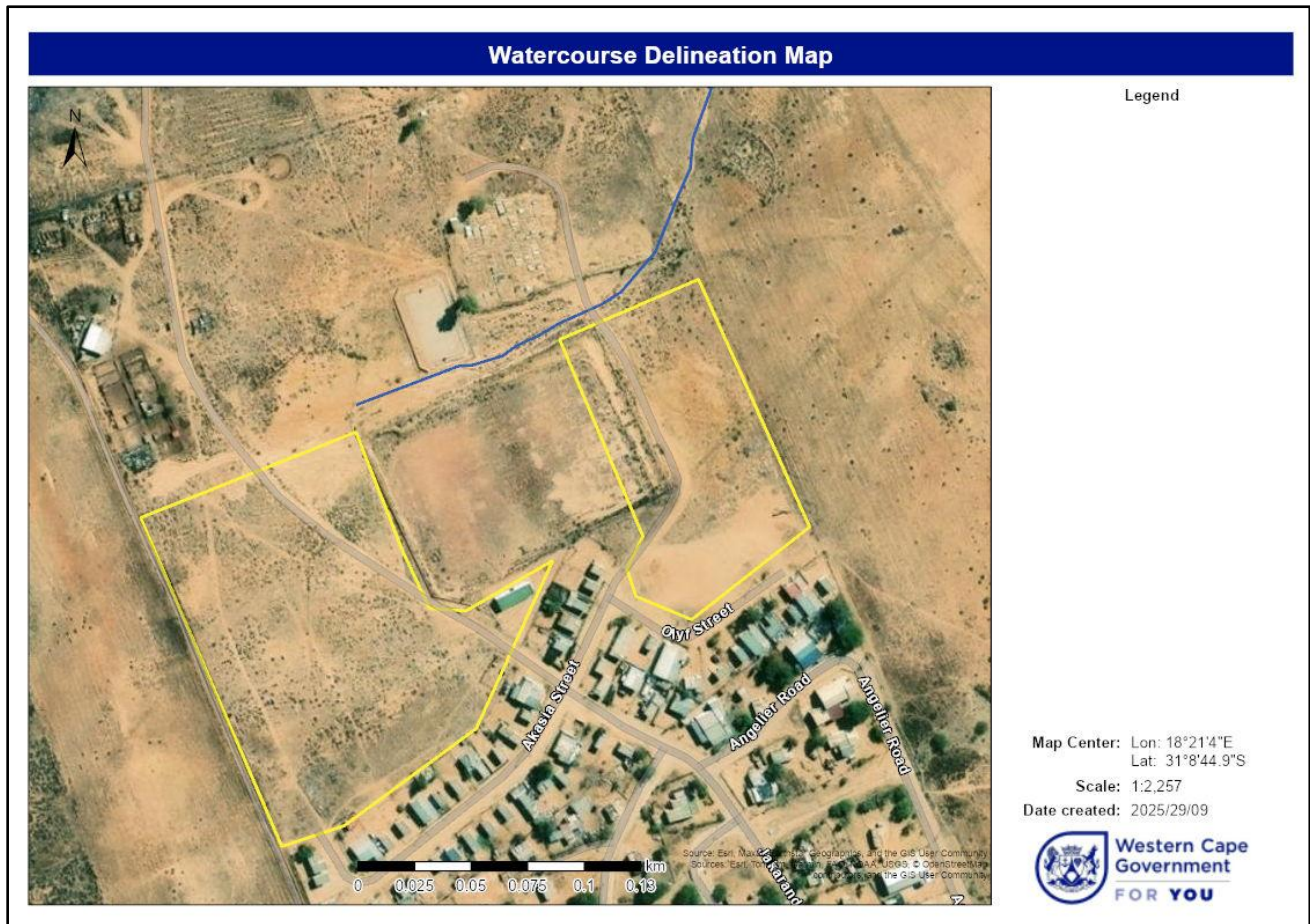 Watercourse Delineation Map
Legend
N
Olyr Street
Akasia Street
Angelier Road
Angelier Road
A
km
0 0.025 0.05 0.075 0.1 0.13
Map Center: Lon: 18°21'4"E
Lat: 31°8'44.9"S
Scale: 1:2,257
Date created: 2025/29/09
Western Cape
Government
FOR YOU